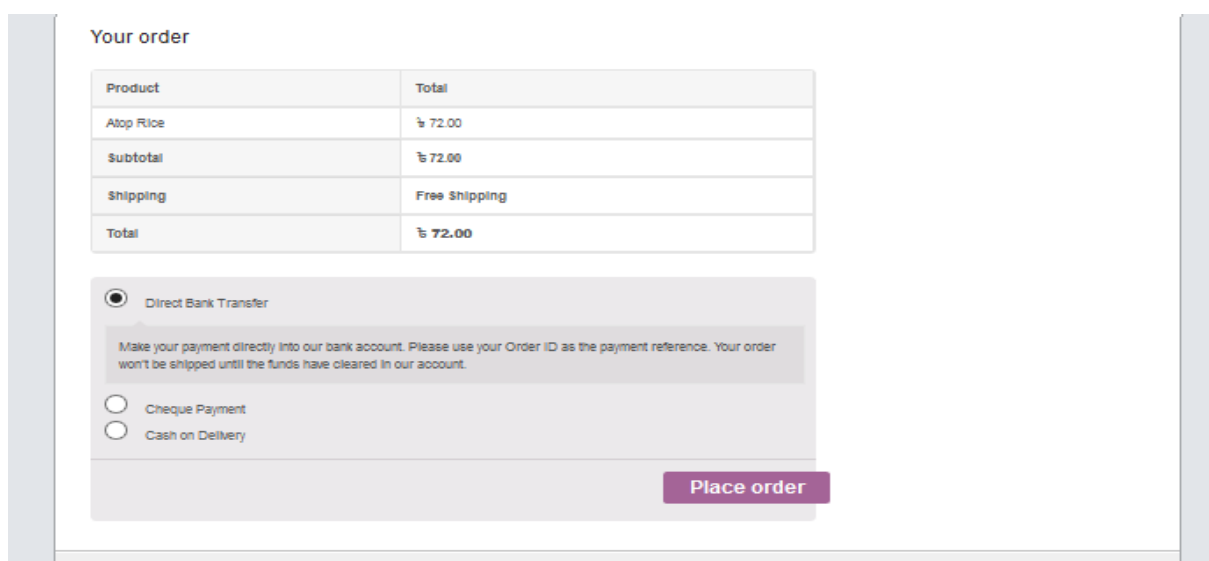 Your order
Product Total
Atop Rice ৳ 72.00
Subtotal ৳ 72.00
Shipping Free Shipping
Total ৳ 72.00
Direct Bank Transfer
Make your payment directly into our bank account. Please use your Order ID as the payment reference. Your order
won't be shipped until the funds have cleared in our account.
Cheque Payment
Cash on Delivery
Place order